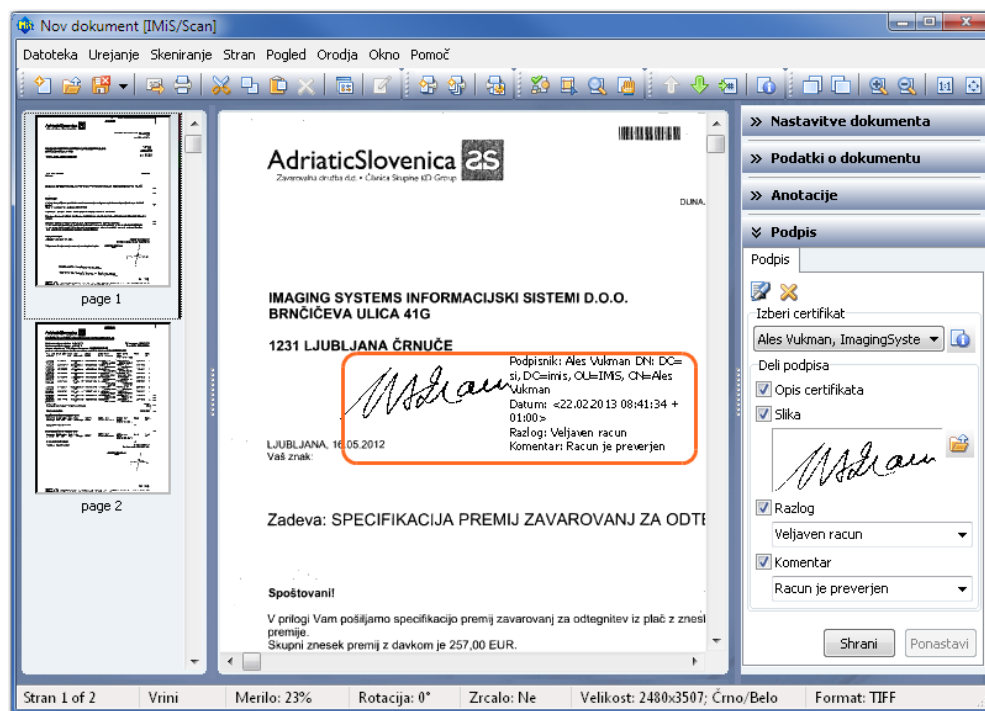 Nov dokument [IMiS/Scan]
Datoteka Urejanje Skeniranje Stran Pogled Orodja Okno Pomoč
page 1
page 2
AdriaticSlovenica
Zavarovalna družba d.d. • Članica Skupine KD Group
DUNA
IMAGING SYSTEMS INFORMACIJSKI SISTEMI D.O.O.
BRNČIČEVA ULICA 41G
1231 LJUBLJANA ČRNUČE
Podpisnik: Ales Vukman DN: DC=
si, DC=imis, OU=IMiS, CN=Ales
Vukman
Datum: <22.02.2013 08:41:34 +
01:00>
Razlog: Veljaven racun
Komentar: Racun je preverjen
LJUBLJANA, 16.05.2012
Vaš znak:
Zadeva: SPECIFIKACIJA PREMIJ ZAVAROVANJ ZA ODTE
Spoštovani!
V prilogi Vam pošiljamo specifikacijo premij zavarovanj za odtegnitev iz plač z znesk
premije.
Skupni znesek premij z davkom je 257,00 EUR.
Nastavitve dokumenta
Podatki o dokumentu
Anotacije
Podpis
Podpis
Izberi certifikat
Ales Vukman, ImagingSyste
Deli podpisa
Opis certifikata
Slika
Razlog
Veljaven racun
Komentar
Racun je preverjen
Shrani Ponastavi
Stran 1 of 2 Vrini Merilo: 23% Rotacija: 0° Zrcalo: Ne Velikost: 2480x3507; Črno/Belo Format: TIFF